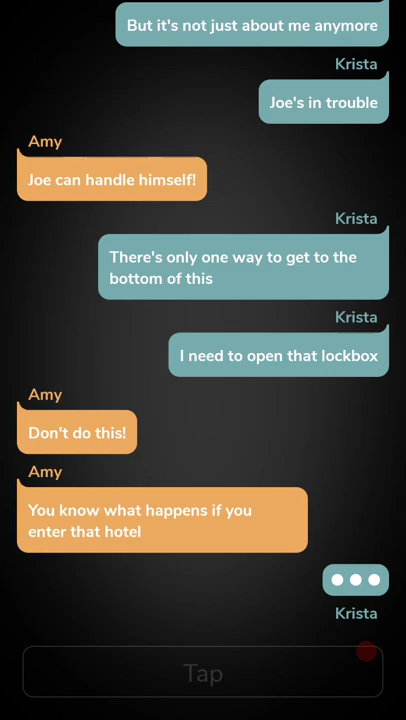 But it's not just about me anymore
Krista
Joe's in trouble
Amy
Joe can handle himself!
Krista
There's only one way to get to the
bottom of this
Krista
I need to open that lockbox
Amy
Don't do this!
Amy
You know what happens if you
enter that hotel
Krista
Tap